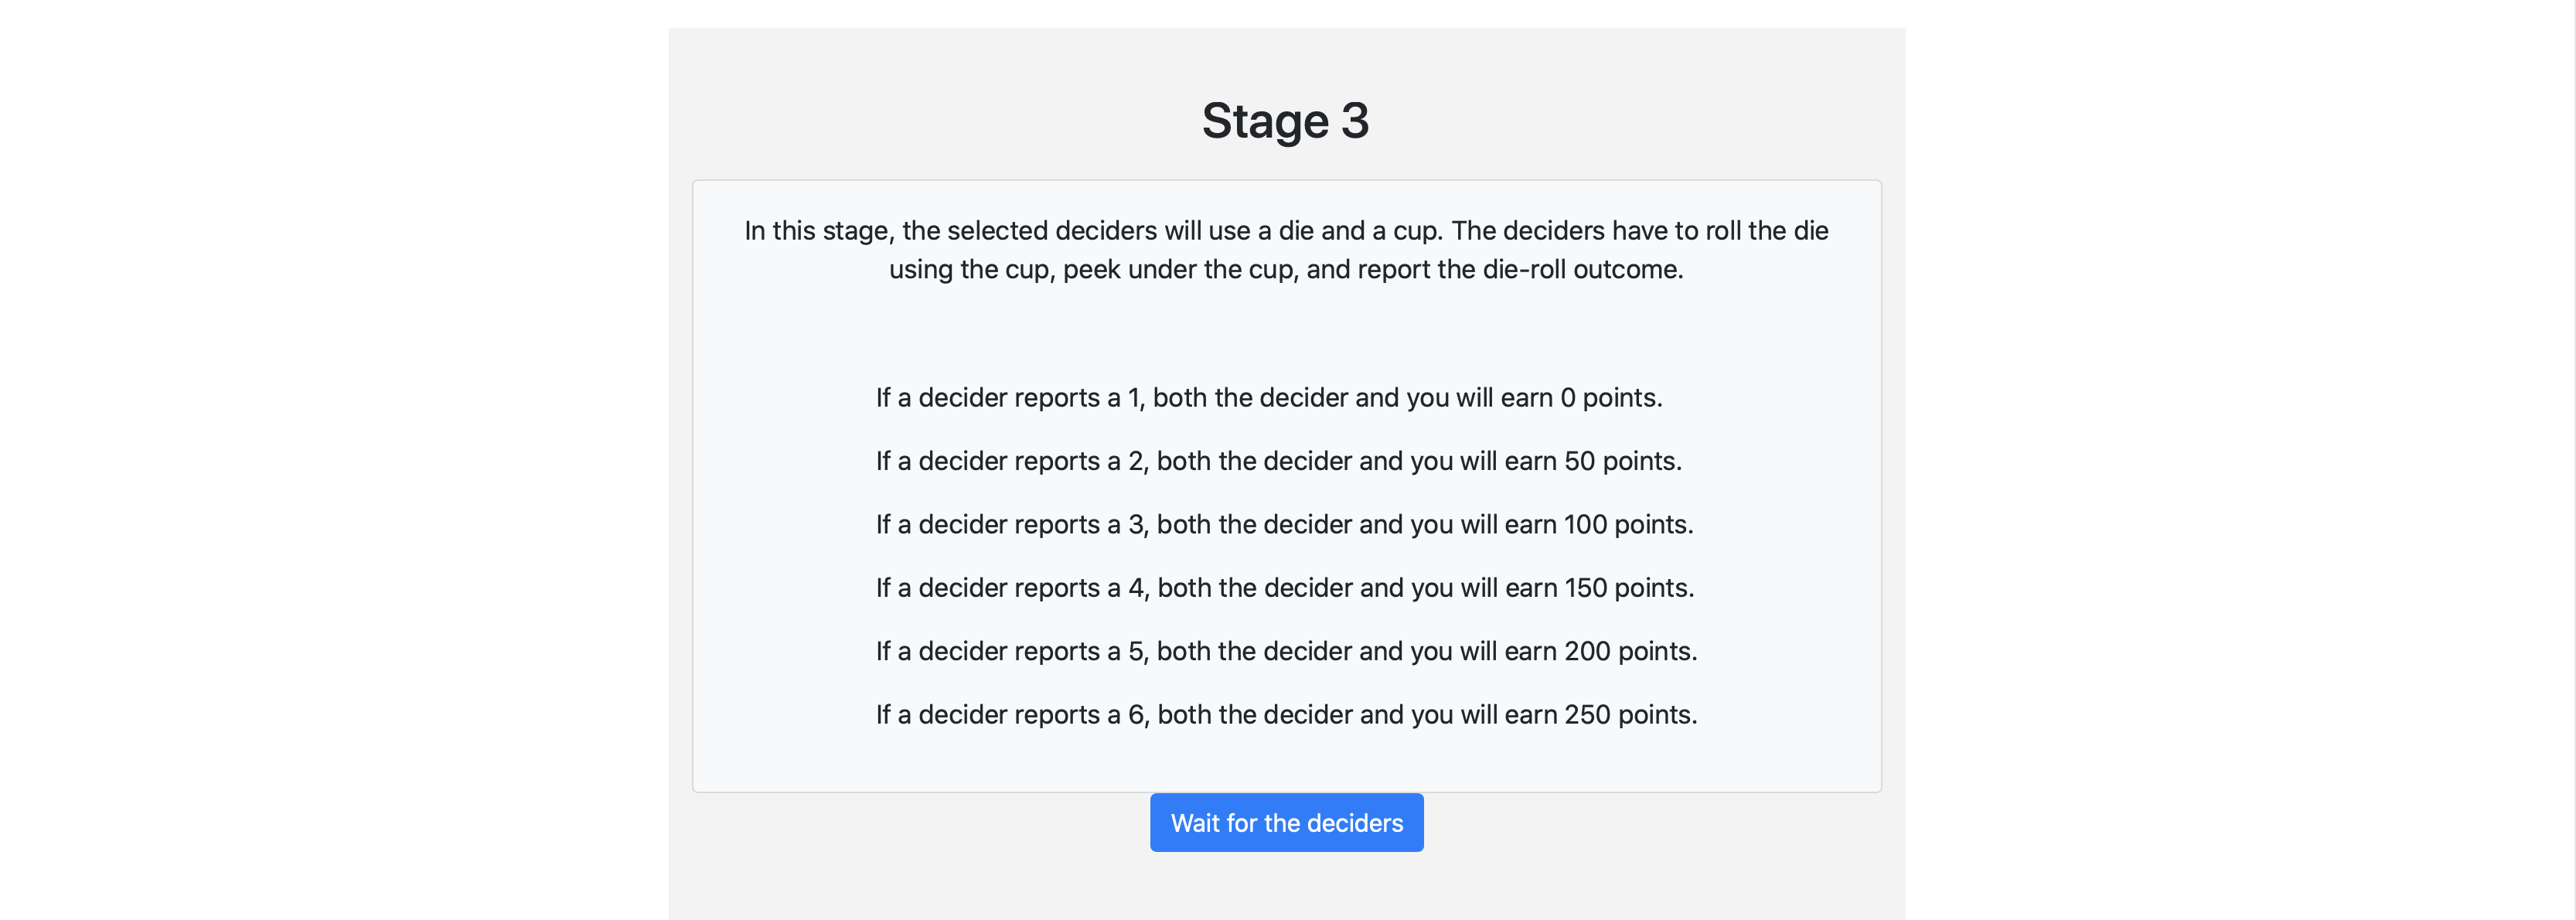 Stage 3
In this stage, the selected deciders will use a die and a cup. The deciders have to roll the die
using the cup, peek under the cup, and report the die-roll outcome.
If a decider reports a 1, both the decider and you will earn 0 points.
If a decider reports a 2, both the decider and you will earn 50 points.
If a decider reports a 3, both the decider and you will earn 100 points.
If a decider reports a 4, both the decider and you will earn 150 points.
If a decider reports a 5, both the decider and you will earn 200 points.
If a decider reports a 6, both the decider and you will earn 250 points.
Wait for the deciders